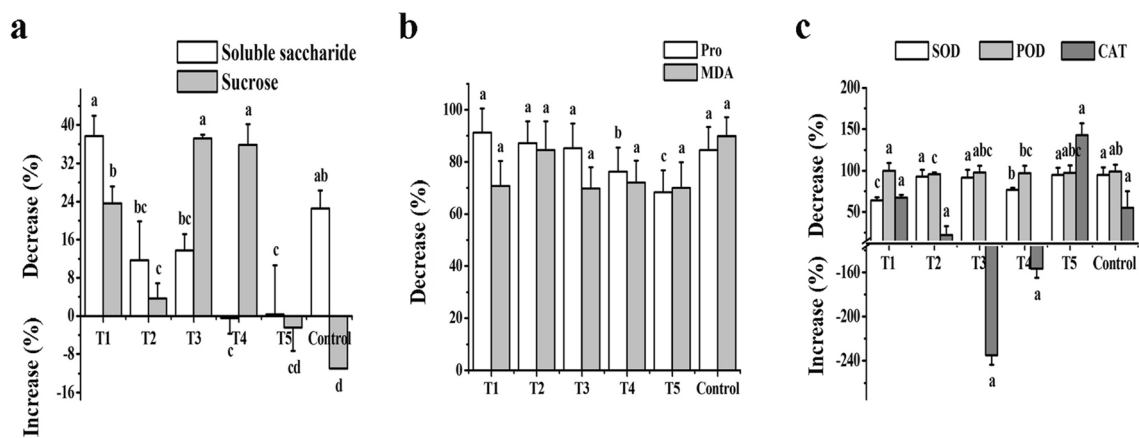 a
Soluble saccharide
Sucrose
Decrease (%)
Increase (%)
40
32
24
16
8
0
-8
-16
a
b
bc
c
bc
a
c
a
c
cd
ab
d
T1 T2 T3 T4 T5 Control
b
Pro
MDA
Decrease (%)
100
80
60
40
20
0
a a a a a a b a c a a a
T1 T2 T3 T4 T5 Control
c
SOD POD CAT
Decrease (%)
Increase (%)
200
150
100
50
-160
-200
-240
c a a a c a a abc a b bc a a abc a a ab a
T1 T2 T3 T4 T5 Control